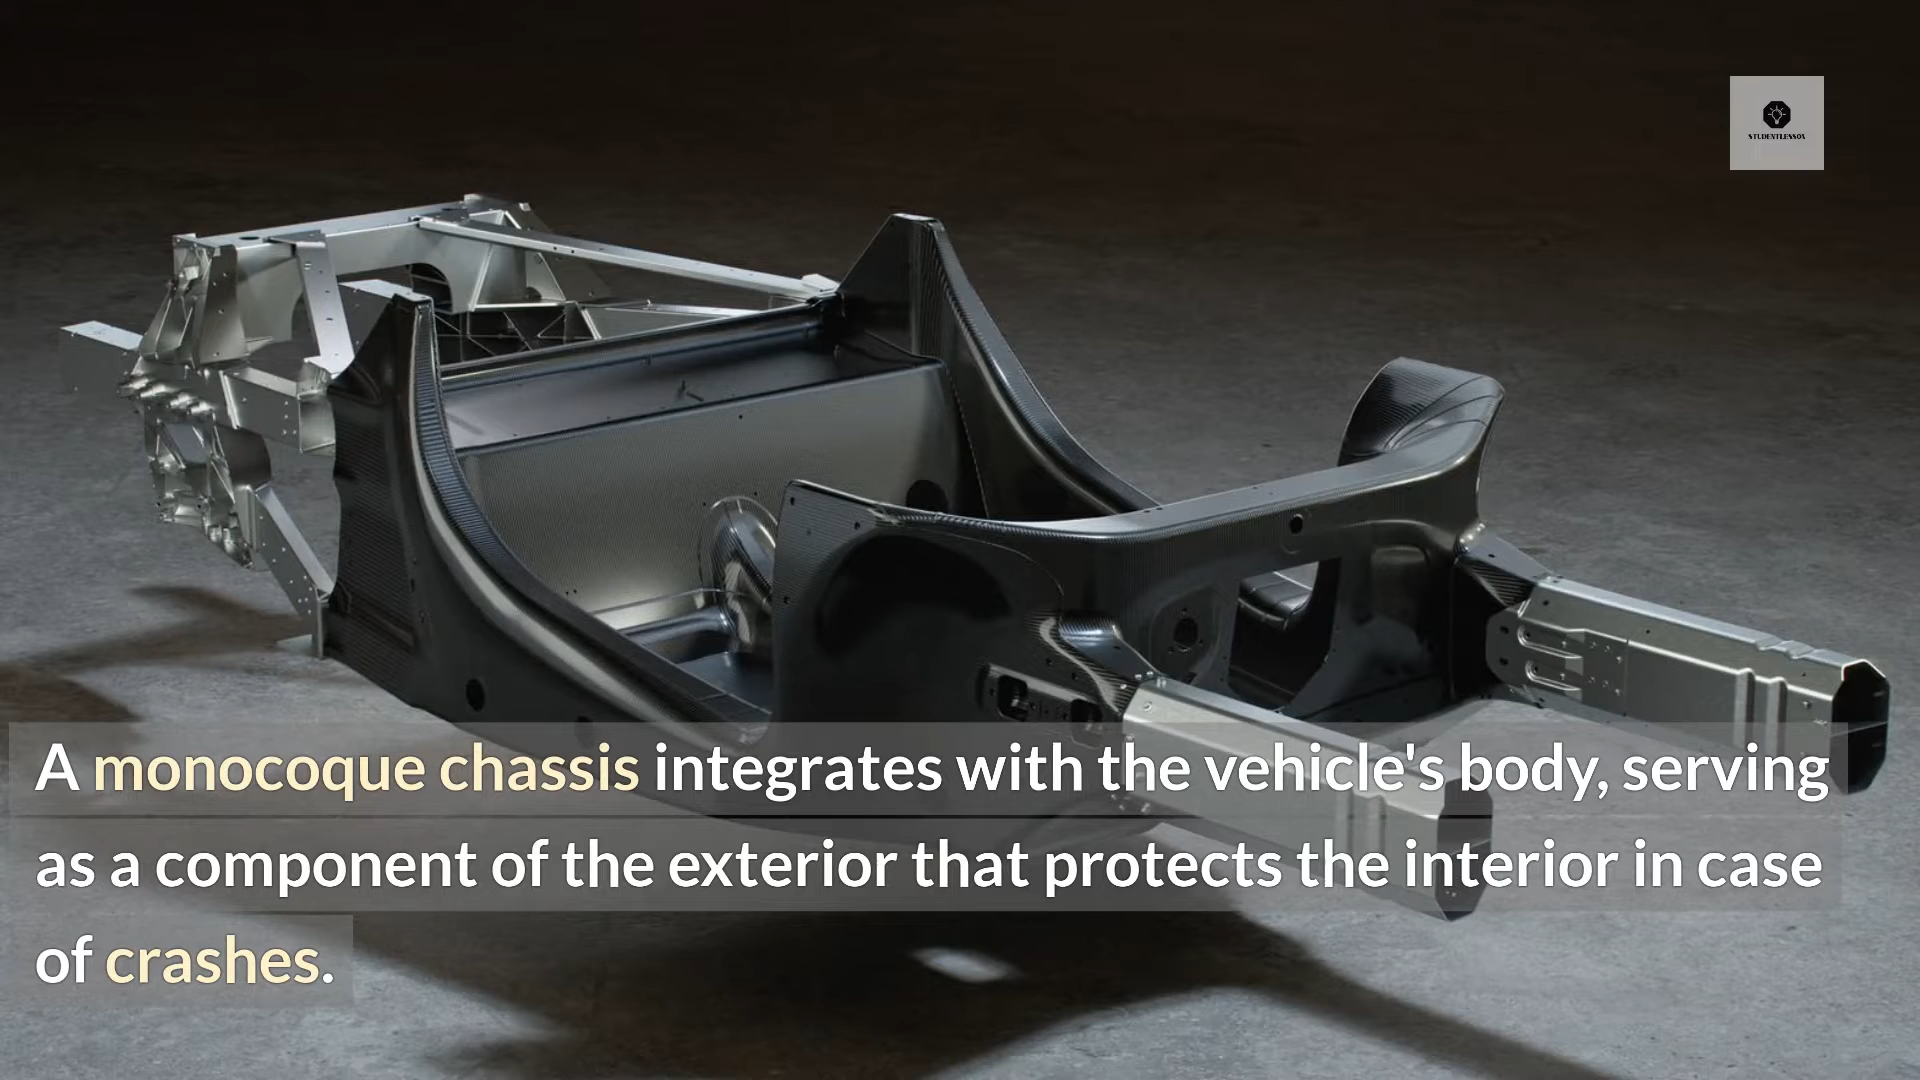 STUDENTLESSON
A monocoque chassis integrates with the vehicle's body, serving
as a component of the exterior that protects the interior in case
of crashes.